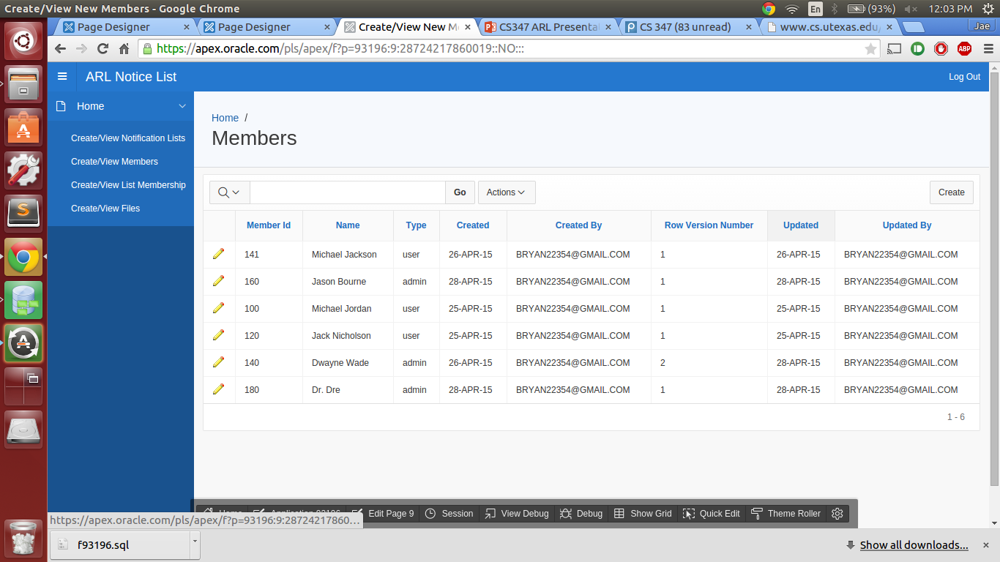 Create/View New Members - Google Chrome
En
(93%)
12:03 PM
Page Designer
Page Designer
Create/View New M
CS347 ARL Presenta
CS 347 (83 unread)
www.cs.utexas.edu/
Jae
https://apex.oracle.com/pls/apex/f?p=93196:9:28724217860019::NO:::
ABP
ARL Notice List
Log Out
Home
Create/View Notification Lists
Create/View Members
Create/View List Membership
Create/View Files
Home /
Members
Go
Actions
Create
Member Id Name Type Created Created By Row Version Number Updated Updated By
141 Michael Jackson user 26-APR-15 BRYAN22354@GMAIL.COM 1 26-APR-15 BRYAN22354@GMAIL.COM
160 Jason Bourne admin 28-APR-15 BRYAN22354@GMAIL.COM 1 28-APR-15 BRYAN22354@GMAIL.COM
100 Michael Jordan user 25-APR-15 BRYAN22354@GMAIL.COM 1 25-APR-15 BRYAN22354@GMAIL.COM
120 Jack Nicholson user 25-APR-15 BRYAN22354@GMAIL.COM 1 25-APR-15 BRYAN22354@GMAIL.COM
140 Dwayne Wade admin 26-APR-15 BRYAN22354@GMAIL.COM 2 28-APR-15 BRYAN22354@GMAIL.COM
180 Dr. Dre admin 28-APR-15 BRYAN22354@GMAIL.COM 1 28-APR-15 BRYAN22354@GMAIL.COM
1 - 6
Home Application 93196 Edit Page 9 Session View Debug Debug Show Grid Quick Edit Theme Roller
https://apex.oracle.com/pls/apex/f?p=93196:9:28724217860...
f93196.sql
Show all downloads...